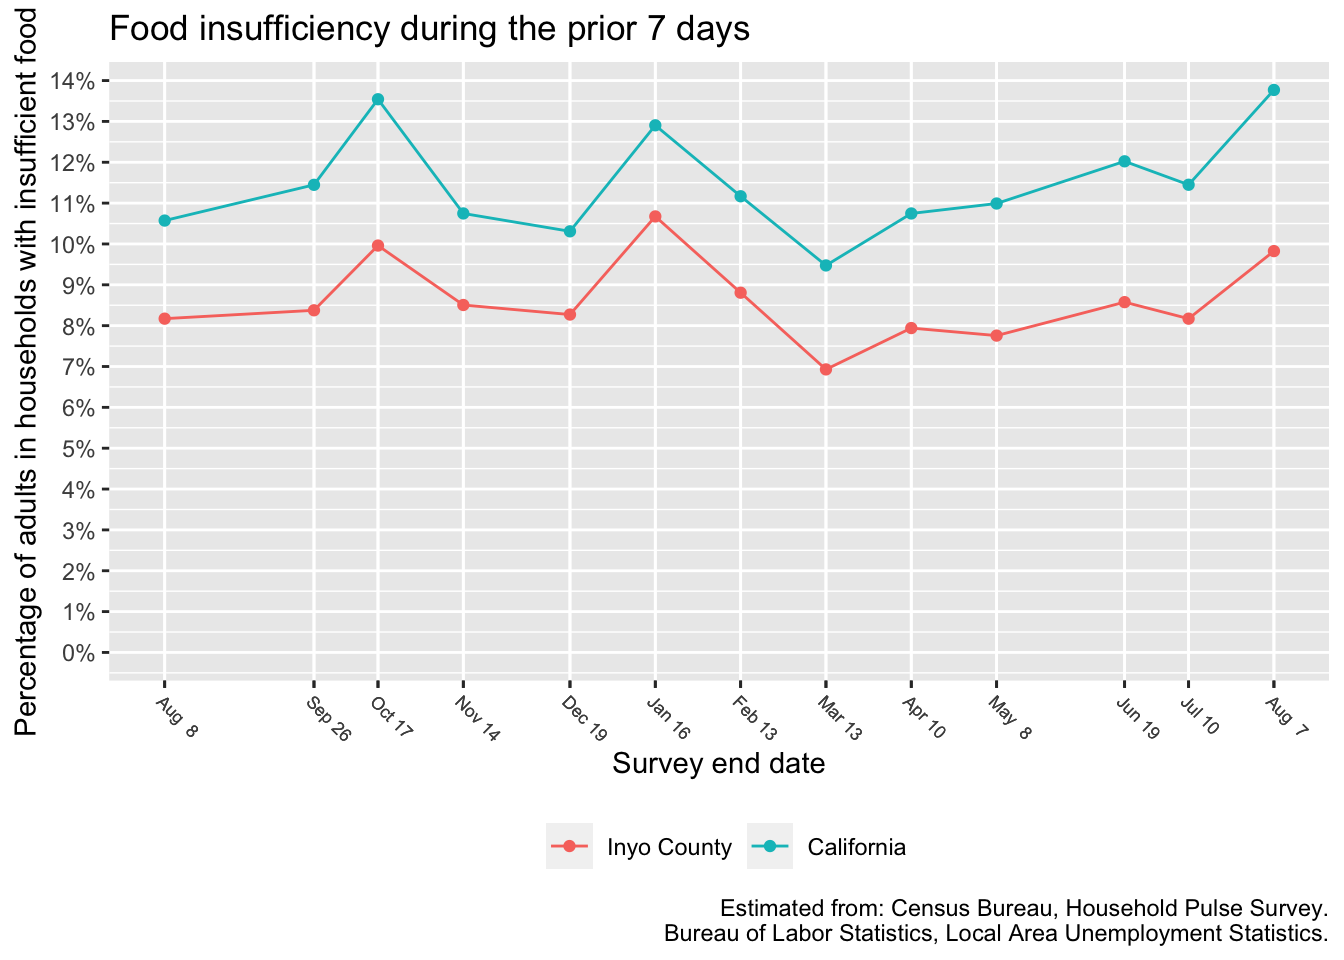 Food insufficiency during the prior 7 days
Percentage of adults in households with insufficient food
14%
13%
12%
11%
10%
9%
8%
7%
6%
5%
4%
3%
2%
1%
0%
Aug 8
Sep 26
Oct 17
Nov 14
Dec 19
Jan 16
Feb 13
Mar 13
Apr 10
May 8
Jun 19
Jul 10
Aug 7
Survey end date
Inyo County
California
Estimated from: Census Bureau, Household Pulse Survey.
Bureau of Labor Statistics, Local Area Unemployment Statistics.